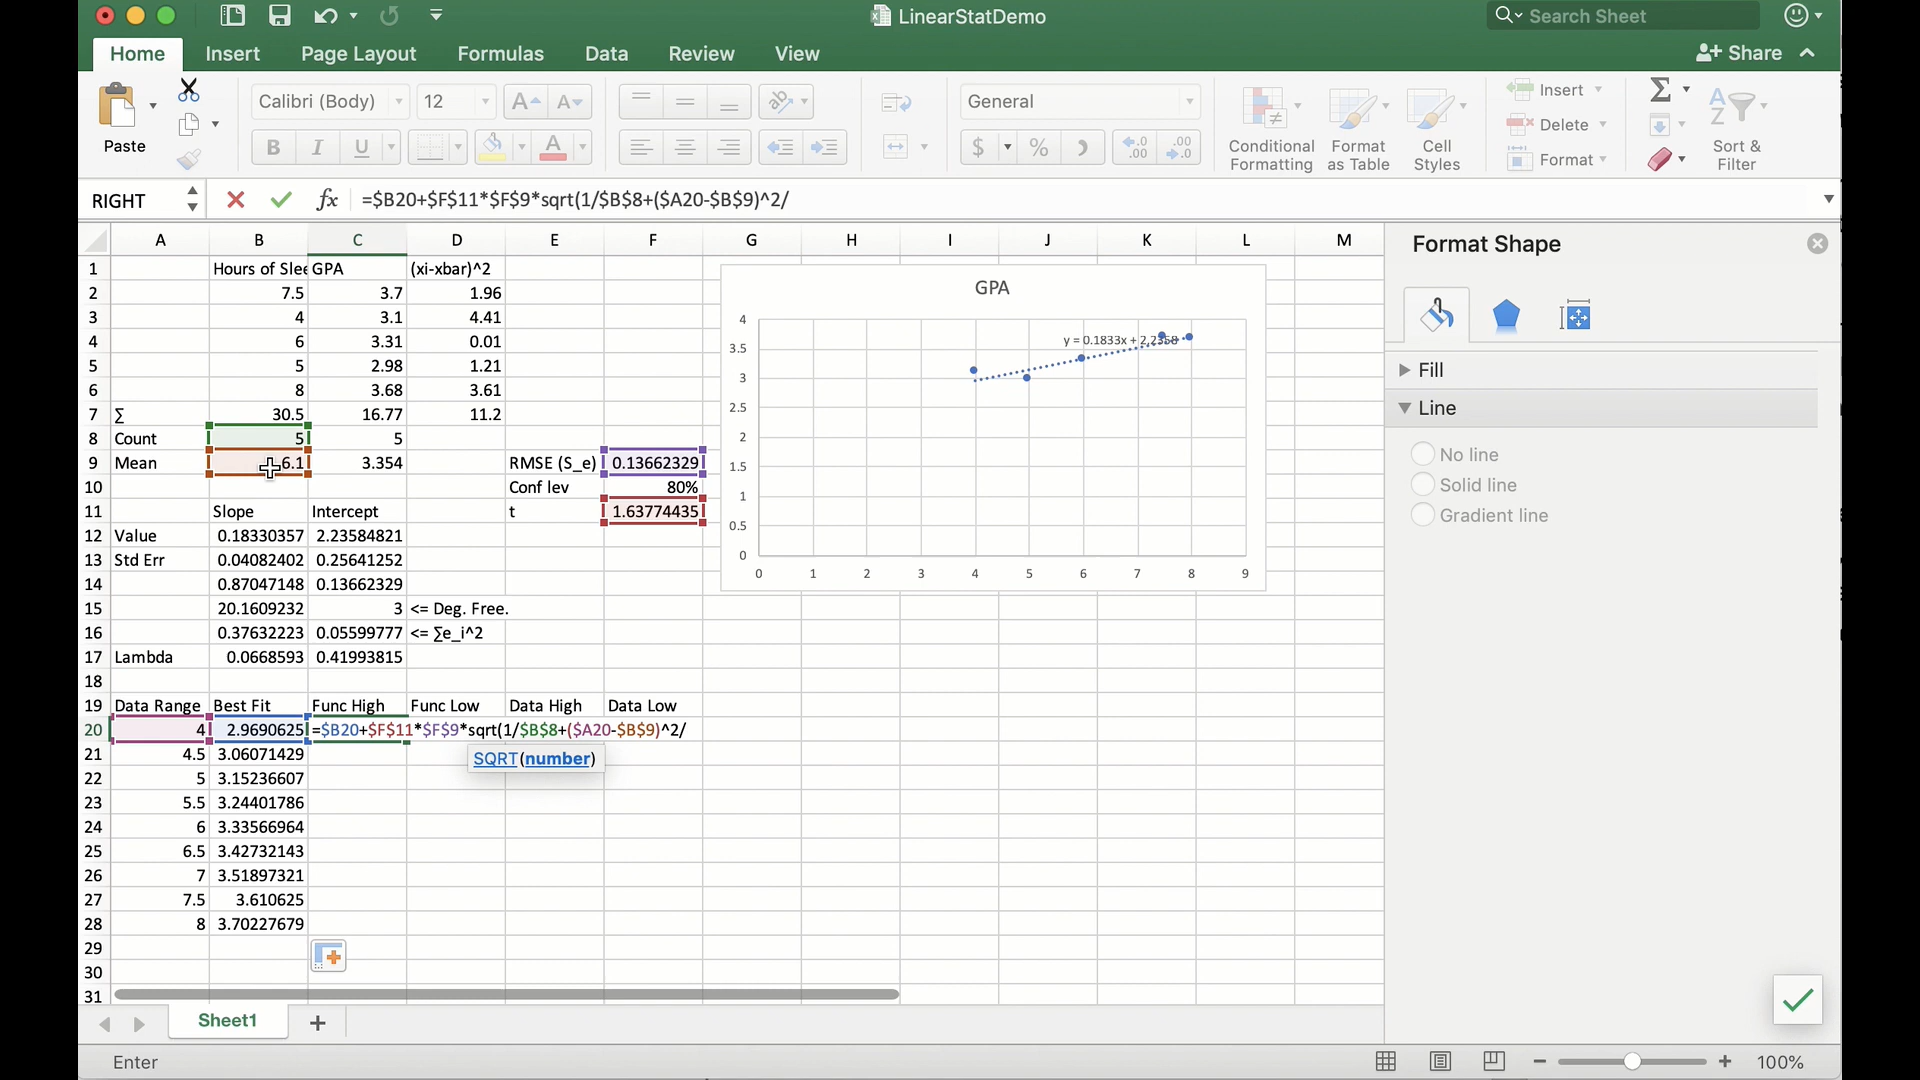 LinearStatDemo
Search Sheet
Home Insert Page Layout Formulas Data Review View Share
Paste
Calibri (Body) 12 A A
B I U A
General
$ % )
.0 .00
.00 .0
Conditional Formatting
Format as Table
Cell Styles
Insert
Delete
Format
Σ
A Z
Sort & Filter
RIGHT fx =$B20+$F$11*$F$9*sqrt(1/$B$8+($A20-$B$9)^2/
A B C D E F G H I J K L M
1 Hours of Slee GPA (xi-xbar)^2
2 7.5 3.7 1.96
3 4 3.1 4.41
4 6 3.31 0.01
5 5 2.98 1.21
6 8 3.68 3.61
7 ∑ 30.5 16.77 11.2
8 Count 5 5
9 Mean 6.1 3.354 RMSE (S_e) 0.13662329
10 Conf lev 80%
11 Slope Intercept t 1.63774435
12 Value 0.18330357 2.23584821
13 Std Err 0.04082402 0.25641252
14 0.87047148 0.13662329
15 20.1609232 3 <= Deg. Free.
16 0.37632223 0.05599777 <= ∑e_i^2
17 Lambda 0.0668593 0.41993815
18
19 Data Range Best Fit Func High Func Low Data High Data Low
20 4 2.9690625 =$B20+$F$11*$F$9*sqrt(1/$B$8+($A20-$B$9)^2/
SQRT(number)
21 4.5 3.06071429
22 5 3.15236607
23 5.5 3.24401786
24 6 3.33566964
25 6.5 3.42732143
26 7 3.51897321
27 7.5 3.610625
28 8 3.70227679
29
30
31
GPA
y = 0.1833x + 2.2358
4
3.5
3
2.5
2
1.5
1
0.5
0
0 1 2 3 4 5 6 7 8 9
Format Shape
Fill
Line
No line
Solid line
Gradient line
Sheet1 +
Enter
− + 100%